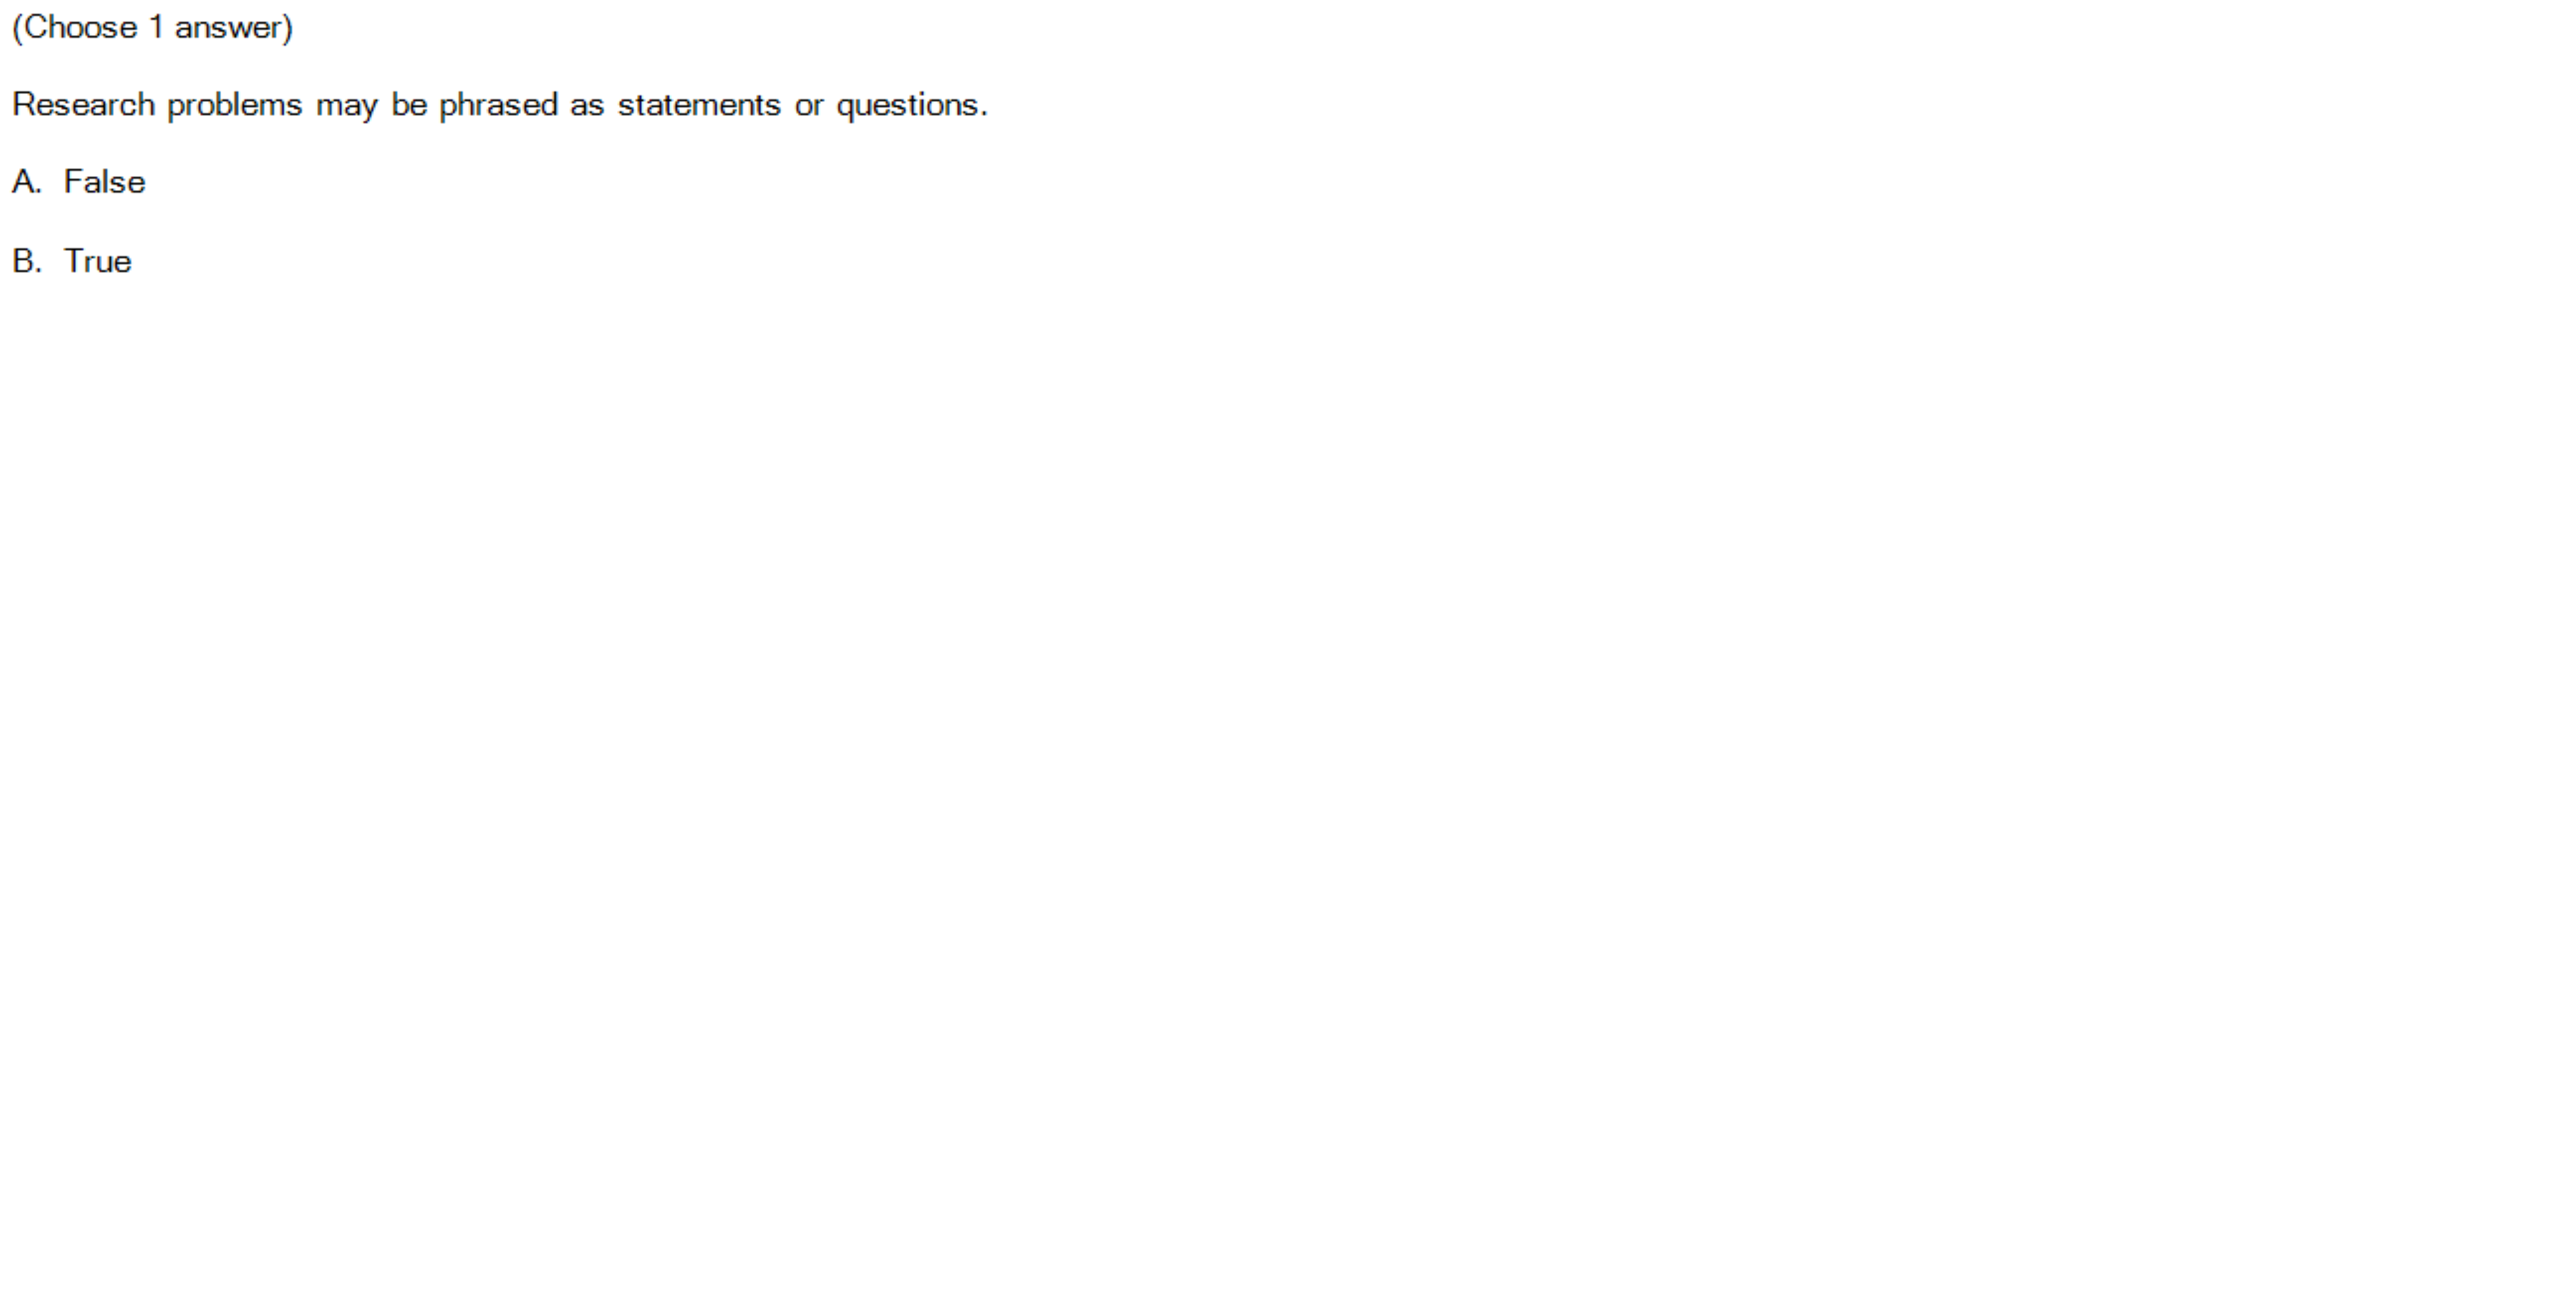 (Choose 1 answer)
Research problems may be phrased as statements or questions.
A. False
B. True